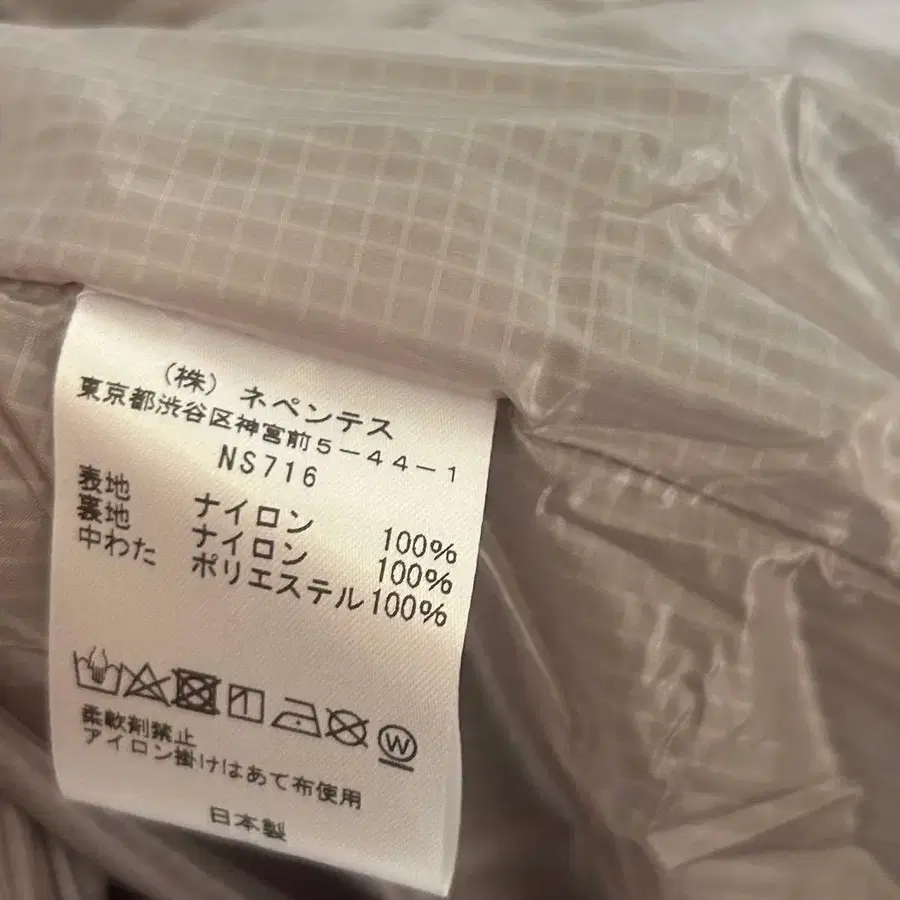 (株) ネペンテス
東京都渋谷区神宮前5-44-1
NS716
表地 ナイロン 100%
裏地 ナイロン 100%
中わた ポリエステル 100%
W
柔軟剤禁止
アイロン掛けはあて布使用
日本製